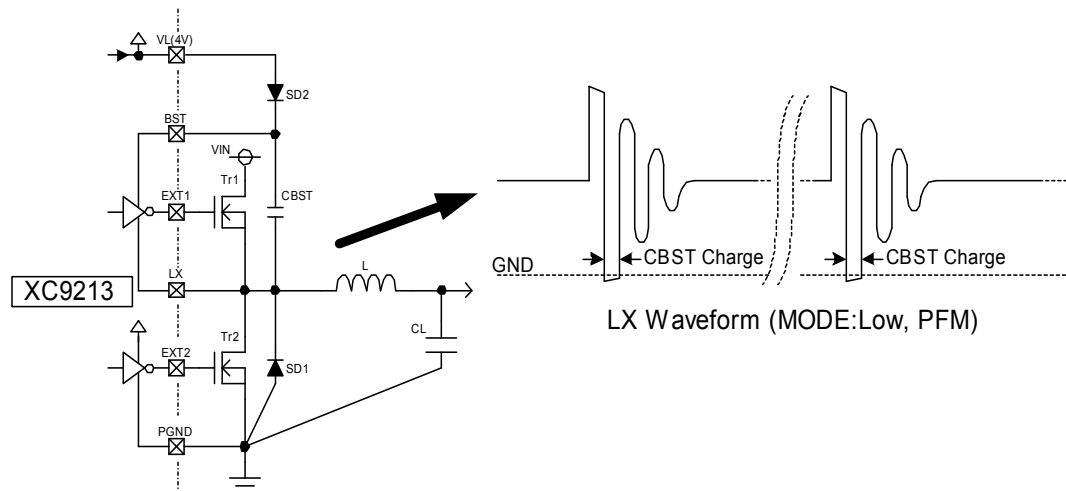 VL(4V)
SD2
BST
VIN
Tr1
CBST
EXT1
LX
L
XC9213
Tr2
CL
EXT2
SD1
PGND
GND
CBST Charge
CBST Charge
LX Waveform (MODE:Low, PFM)